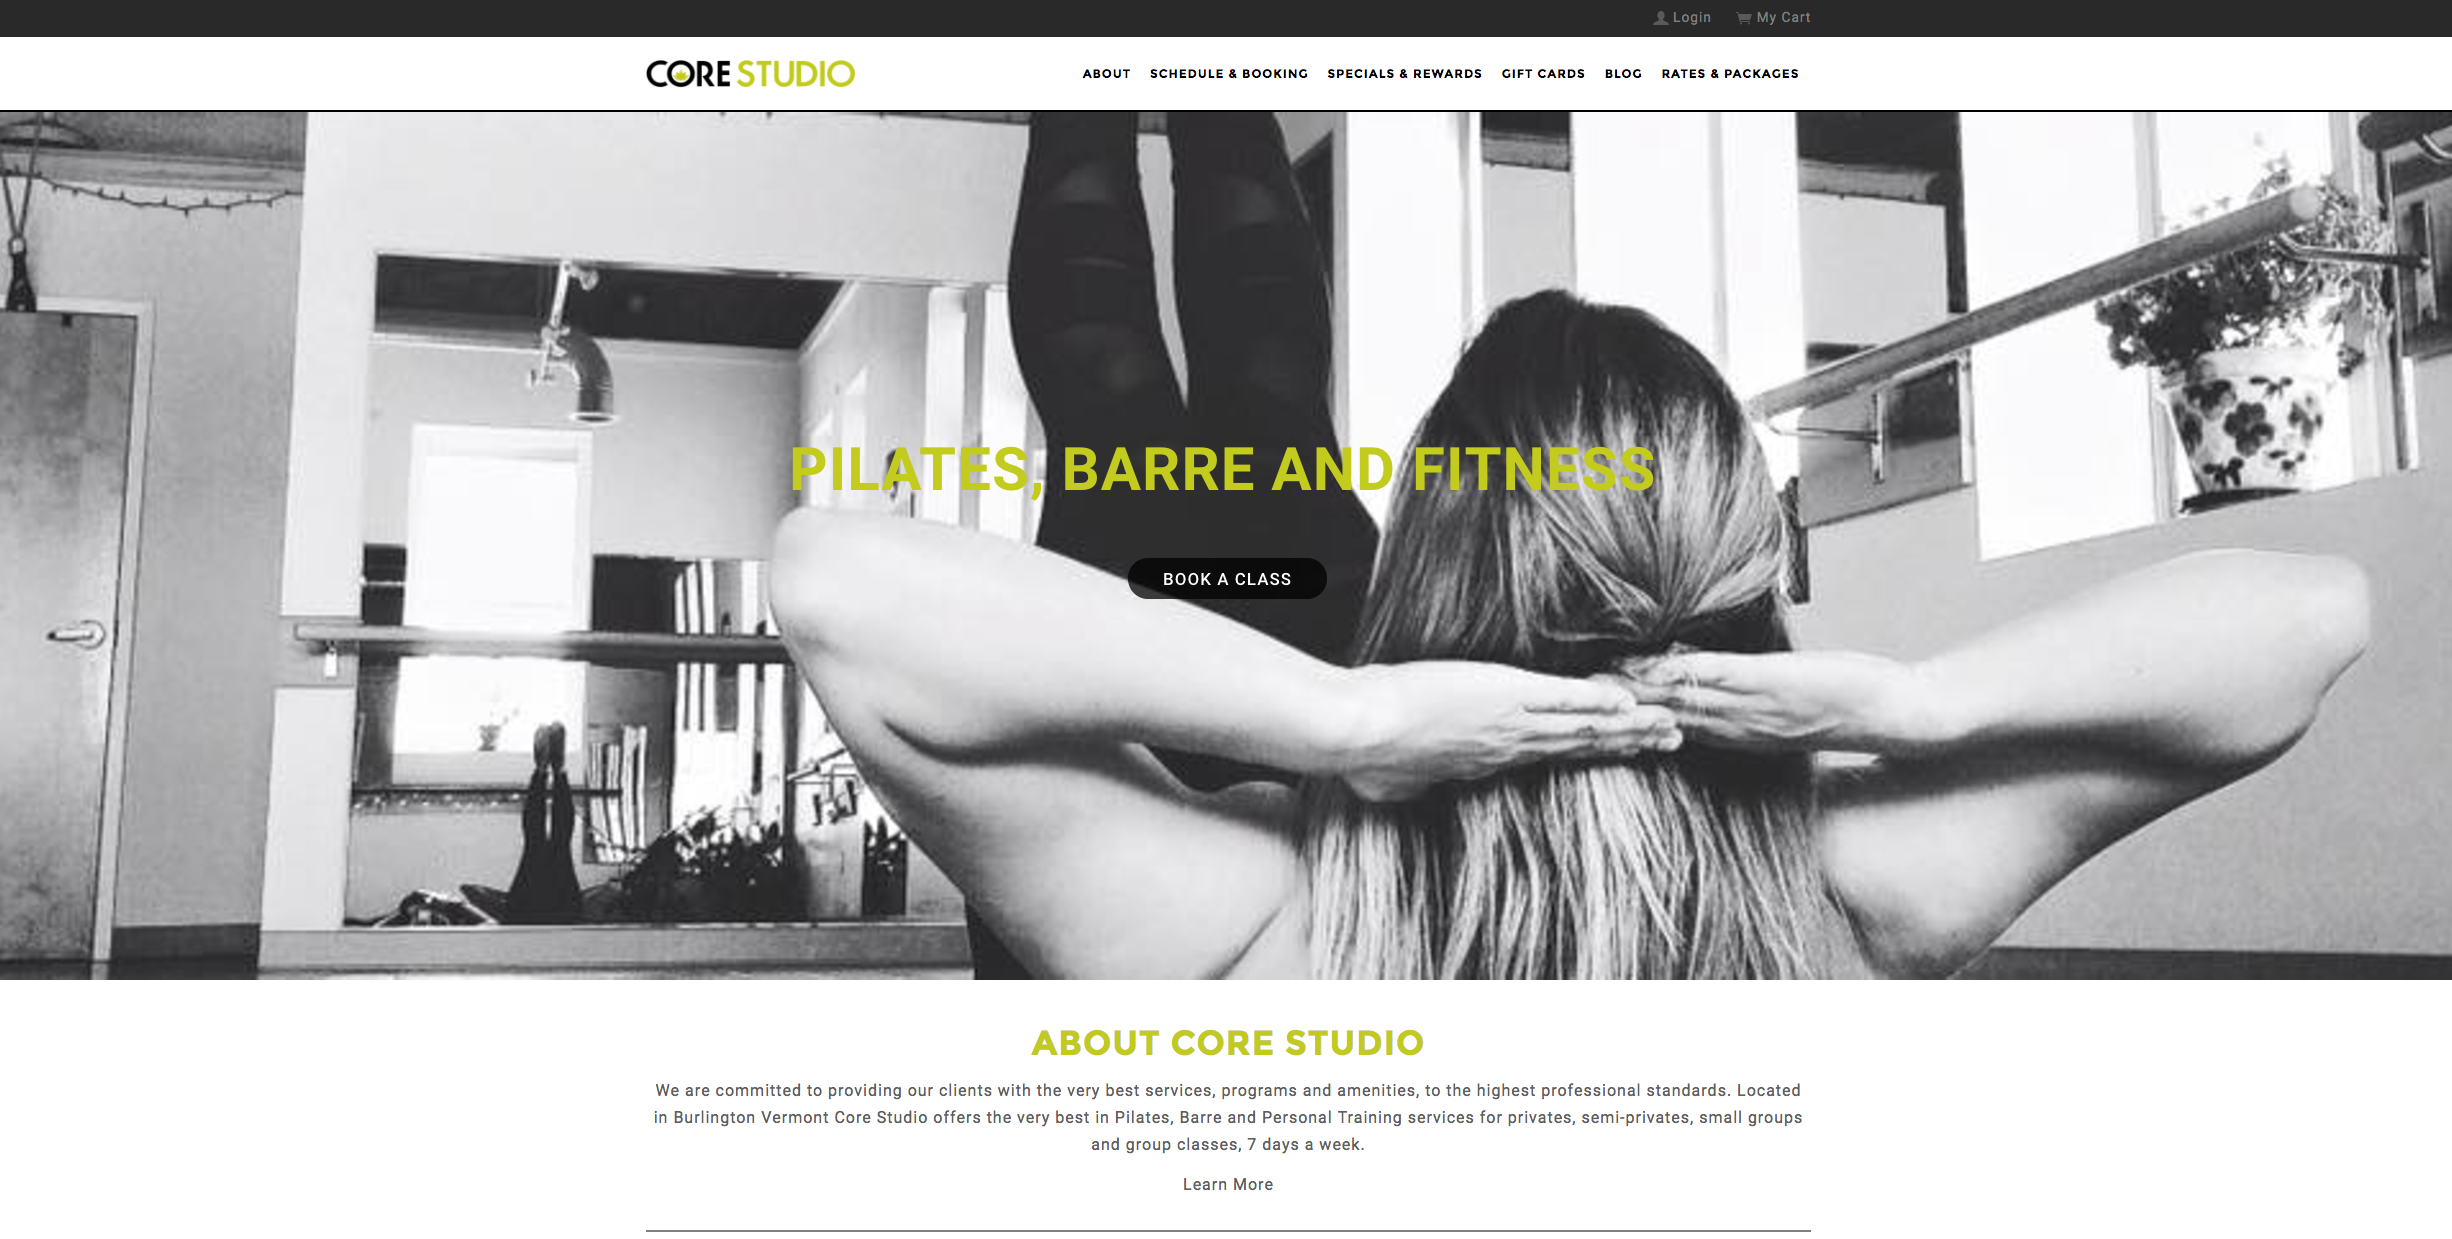 Login My Cart
CORE STUDIO
ABOUT SCHEDULE & BOOKING SPECIALS & REWARDS GIFT CARDS BLOG RATES & PACKAGES
PILATES, BARRE AND FITNESS
BOOK A CLASS
ABOUT CORE STUDIO
We are committed to providing our clients with the very best services, programs and amenities, to the highest professional standards. Located
in Burlington Vermont Core Studio offers the very best in Pilates, Barre and Personal Training services for privates, semi-privates, small groups
and group classes, 7 days a week.
Learn More